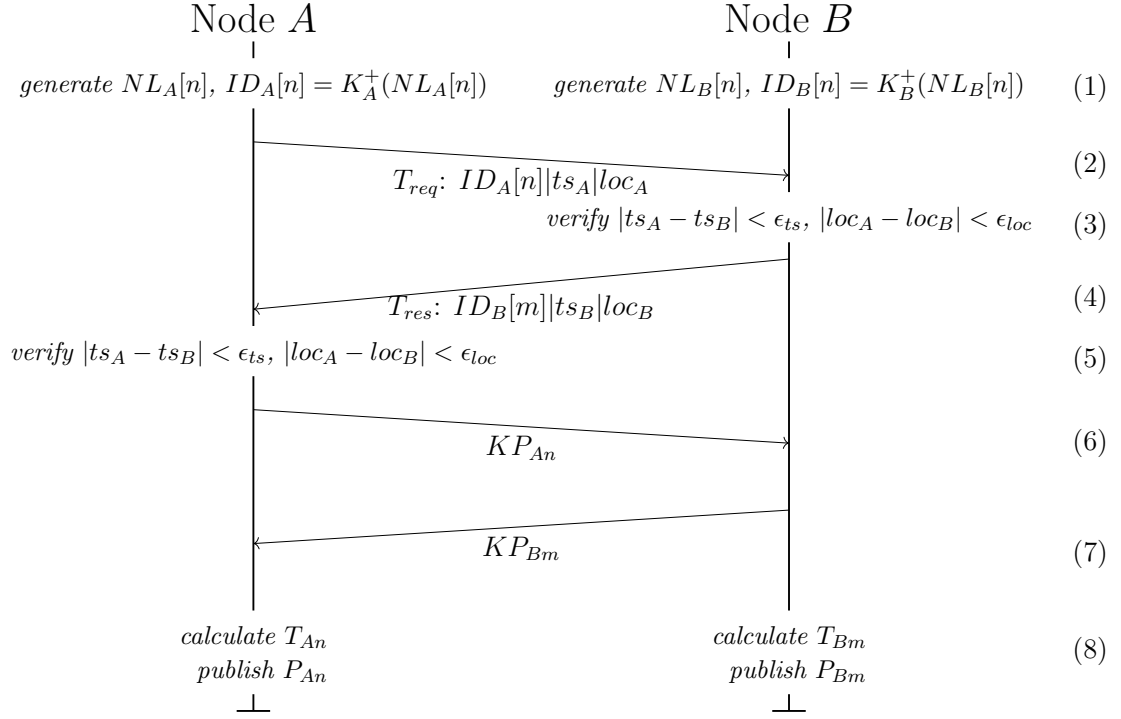 Node A Node B
generate NL_A[n], ID_A[n] = K_A^+(NL_A[n]) generate NL_B[n], ID_B[n] = K_B^+(NL_B[n]) (1)
T_req: ID_A[n]|ts_A|loc_A (2)
verify |ts_A − ts_B| < ϵ_ts, |loc_A − loc_B| < ϵ_loc (3)
T_res: ID_B[m]|ts_B|loc_B (4)
verify |ts_A − ts_B| < ϵ_ts, |loc_A − loc_B| < ϵ_loc (5)
KP_An (6)
KP_Bm (7)
calculate T_An calculate T_Bm (8)
publish P_An publish P_Bm